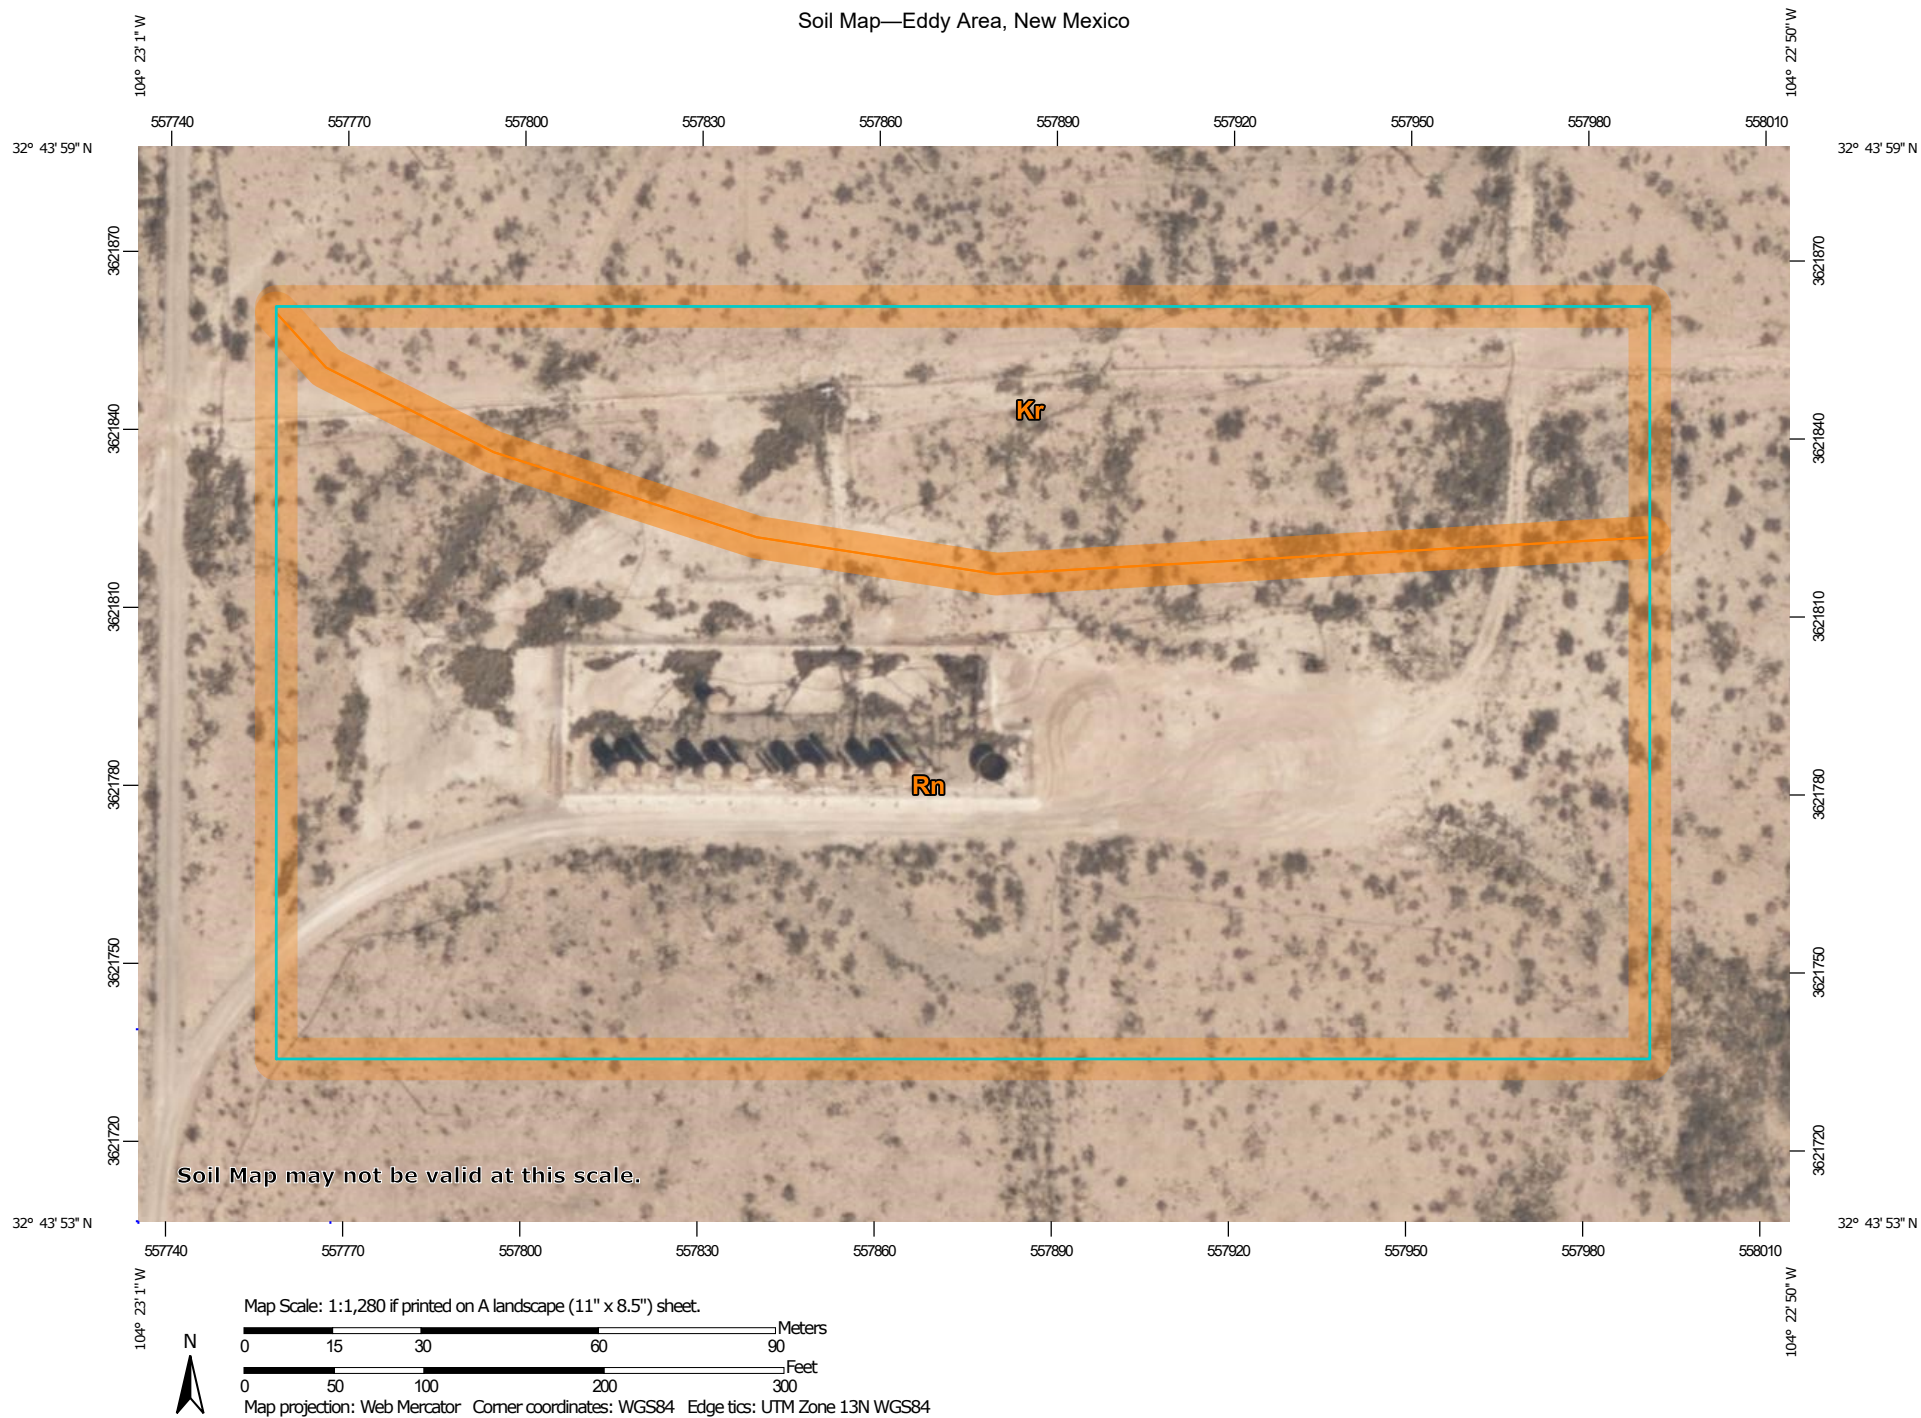 Soil Map—Eddy Area, New Mexico
104° 23' 1" W
104° 22' 50" W
557740 557770 557800 557830 557860 557890 557920 557950 557980 558010
32° 43' 59" N
32° 43' 59" N
3621870
3621870
3621840
3621840
Kr
3621810
3621810
3621780
3621780
Rn
3621750
3621750
3621720
3621720
Soil Map may not be valid at this scale.
32° 43' 53" N
32° 43' 53" N
557740 557770 557800 557830 557860 557890 557920 557950 557980 558010
104° 23' 1" W
104° 22' 50" W
Map Scale: 1:1,280 if printed on A landscape (11" x 8.5") sheet.
Meters
0 15 30 60 90
N
Feet
0 50 100 200 300
Map projection: Web Mercator Corner coordinates: WGS84 Edge tics: UTM Zone 13N WGS84